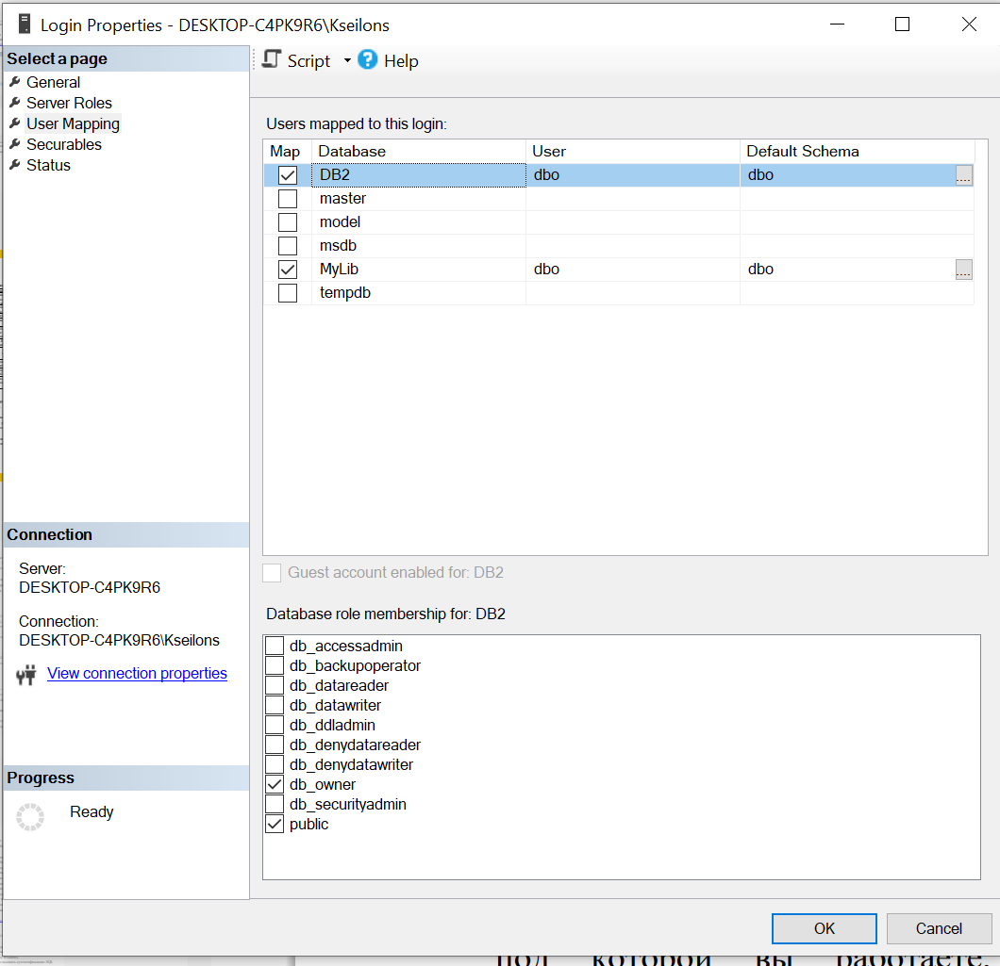 Login Properties - DESKTOP-C4PK9R6\Kseilons
Select a page
General
Server Roles
User Mapping
Securables
Status
Script
Help
Users mapped to this login:
Map Database User Default Schema
DB2 dbo dbo ...
master
model
msdb
MyLib dbo dbo ...
tempdb
Guest account enabled for: DB2
Database role membership for: DB2
db_accessadmin
db_backupoperator
db_datareader
db_datawriter
db_ddladmin
db_denydatareader
db_denydatawriter
db_owner
db_securityadmin
public
Connection
Server:
DESKTOP-C4PK9R6
Connection:
DESKTOP-C4PK9R6\Kseilons
View connection properties
Progress
Ready
OK Cancel
под которой вы работаете.